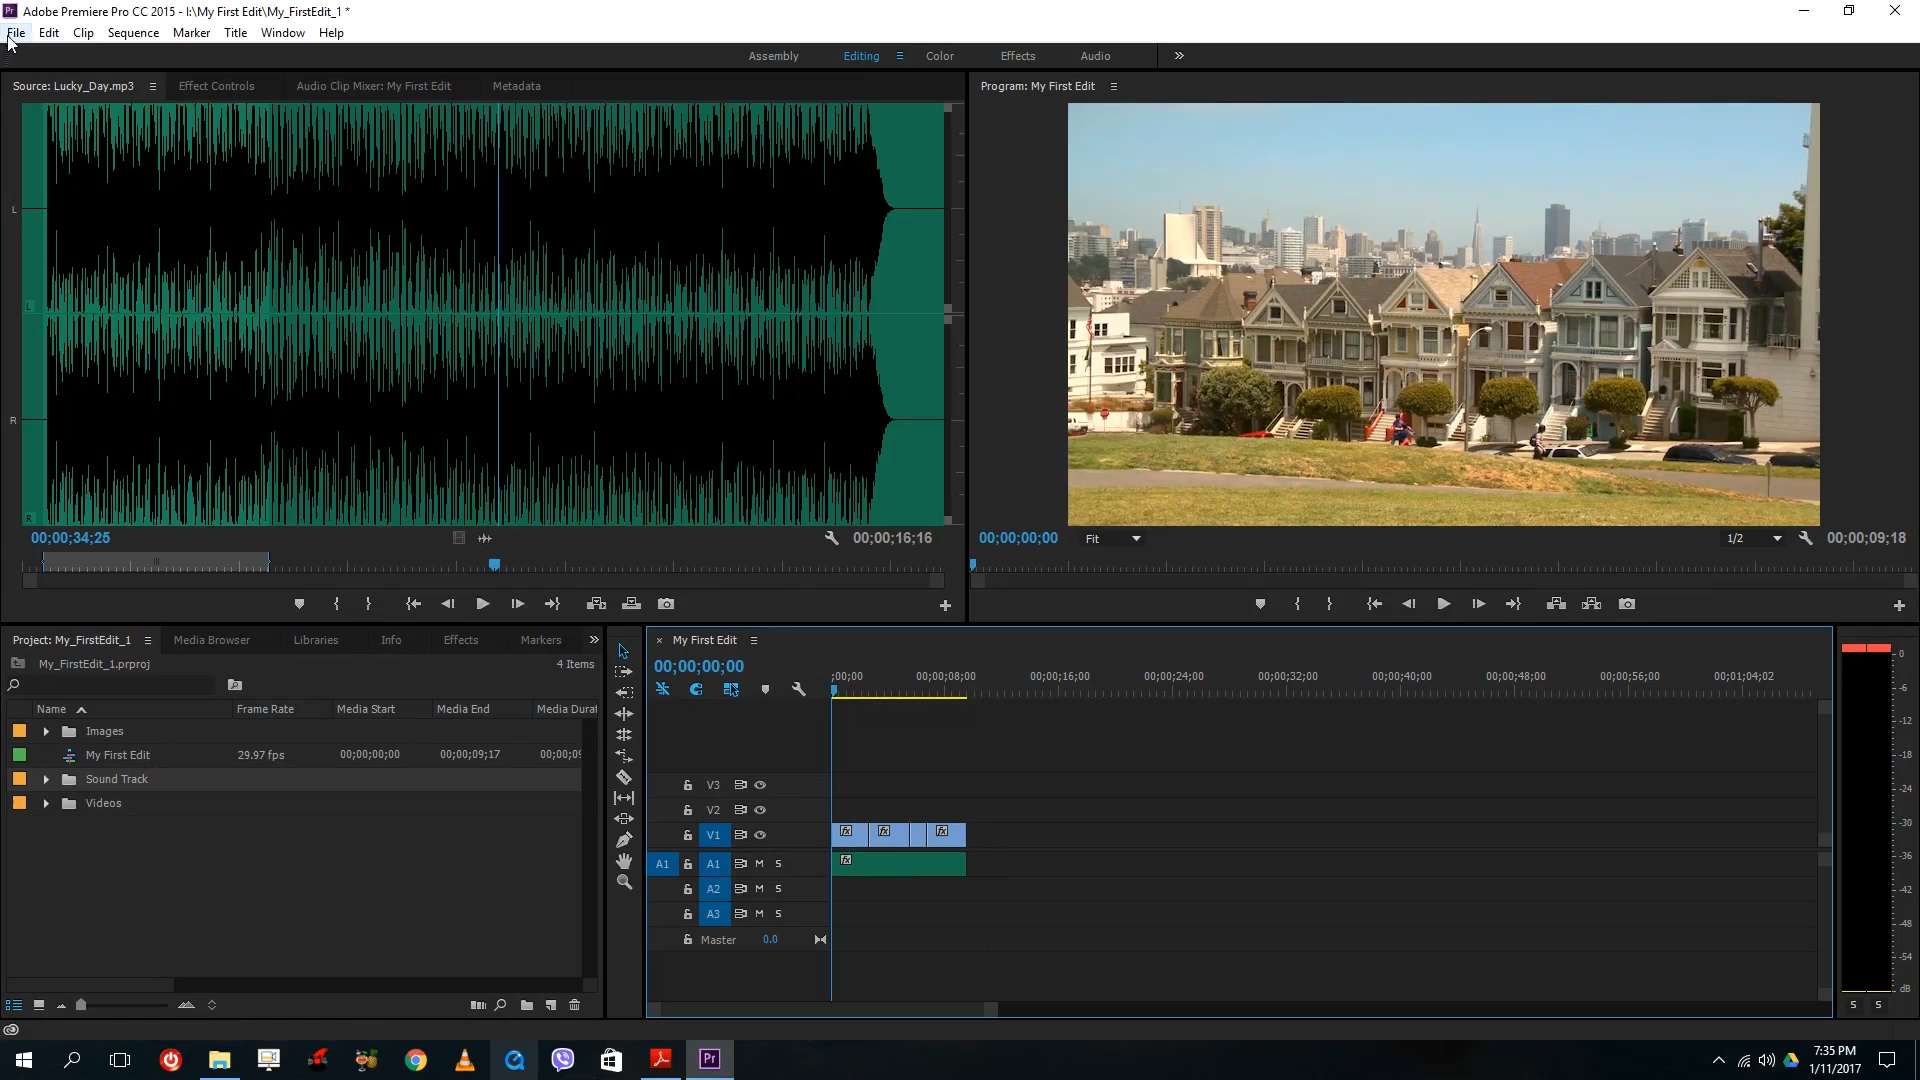 Adobe Premiere Pro CC 2015 - I:\My First Edit\My_FirstEdit_1 *
File Edit Clip Sequence Marker Title Window Help
Assembly Editing Color Effects Audio
Source: Lucky_Day.mp3 Effect Controls Audio Clip Mixer: My First Edit Metadata
Program: My First Edit
L
L
R
R
00;00;34;25 00;00;16;16
00;00;00;00 Fit 1/2 00;00;09;18
Project: My_FirstEdit_1 Media Browser Libraries Info Effects Markers
My_FirstEdit_1.prproj 4 Items
Name Frame Rate Media Start Media End Media Durat
Images
My First Edit 29.97 fps 00;00;00;00 00;00;09;17 00;00;09
Sound Track
Videos
× My First Edit
00;00;00;00
;00;00 00;00;08;00 00;00;16;00 00;00;24;00 00;00;32;00 00;00;40;00 00;00;48;00 00;00;56;00 00;01;04;02
V3
V2
V1
fx fx fx
A1 A1 M S
fx
A2 M S
A3 M S
Master 0.0
0
-6
-12
-18
-24
-30
-36
-42
-48
-54
dB
S S
Pr
7:35 PM
1/11/2017